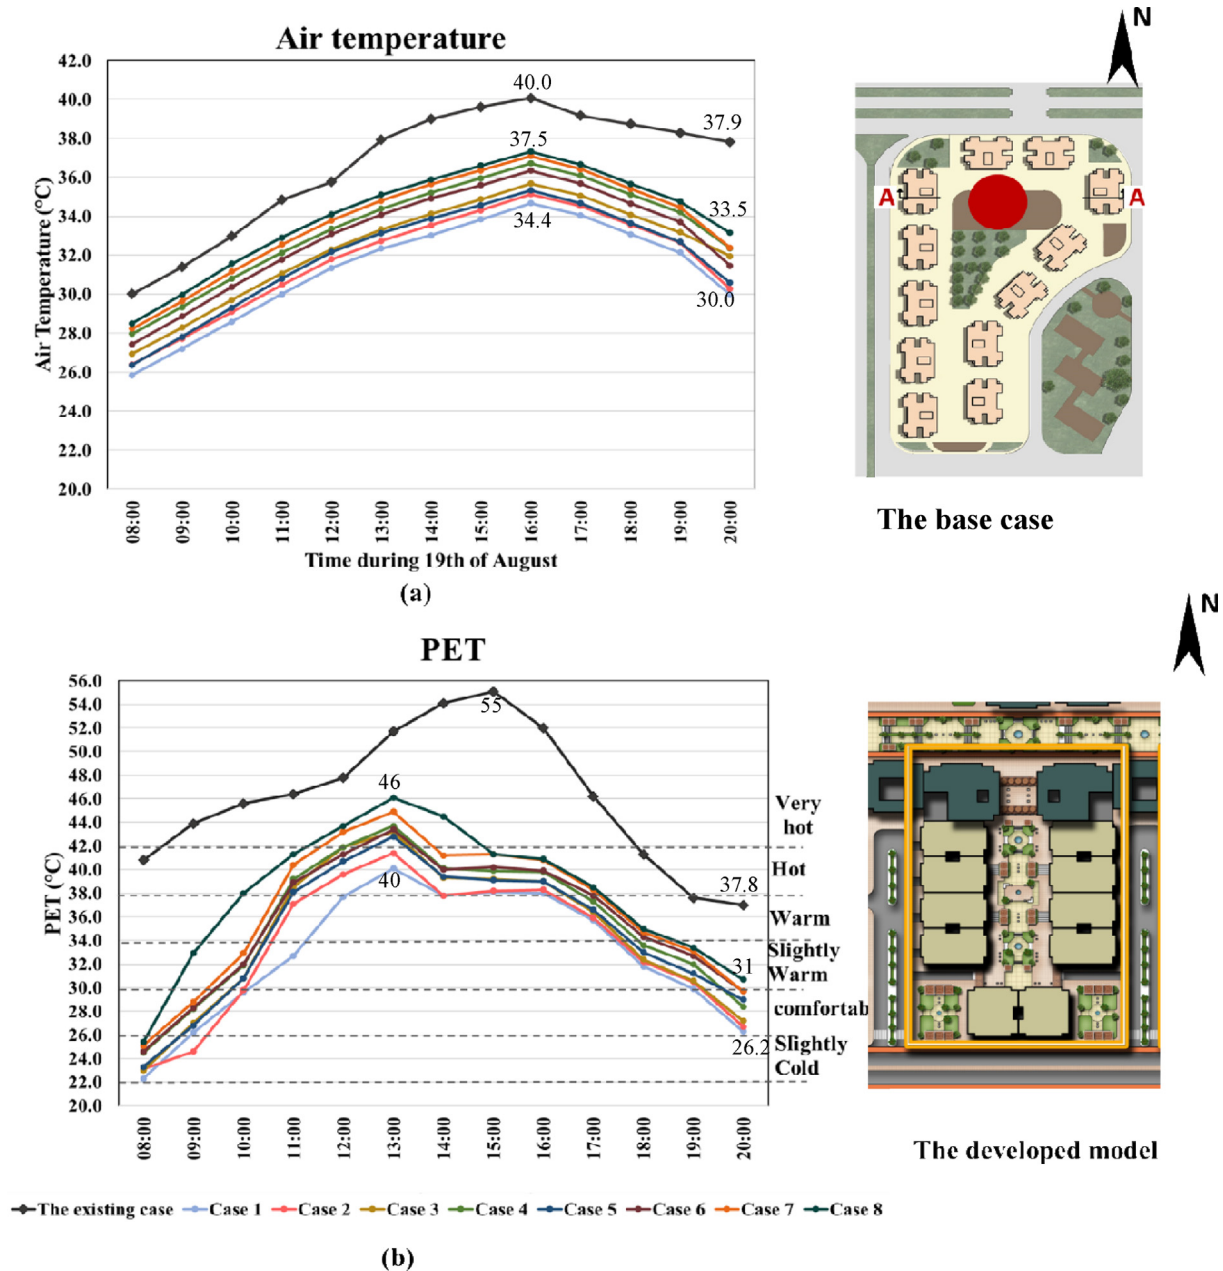 Air temperature
N
42.0
40.0
38.0
36.0
34.0
32.0
30.0
28.0
26.0
24.0
22.0
20.0
Air Temperature (°C)
40.0
37.9
37.5
33.5
34.4
30.0
08:00
09:00
10:00
11:00
12:00
13:00
14:00
15:00
16:00
17:00
18:00
19:00
20:00
Time during 19th of August
(a)
A
A
The base case
N
PET
56.0
54.0
52.0
50.0
48.0
46.0
44.0
42.0
40.0
38.0
36.0
34.0
32.0
30.0
28.0
26.0
24.0
22.0
20.0
PET (°C)
55
46
40
37.8
31
26.2
Very
hot
Hot
Warm
Slightly
Warm
comfortab
Slightly
Cold
08:00
09:00
10:00
11:00
12:00
13:00
14:00
15:00
16:00
17:00
18:00
19:00
20:00
The developed model
The existing case
Case 1
Case 2
Case 3
Case 4
Case 5
Case 6
Case 7
Case 8
(b)